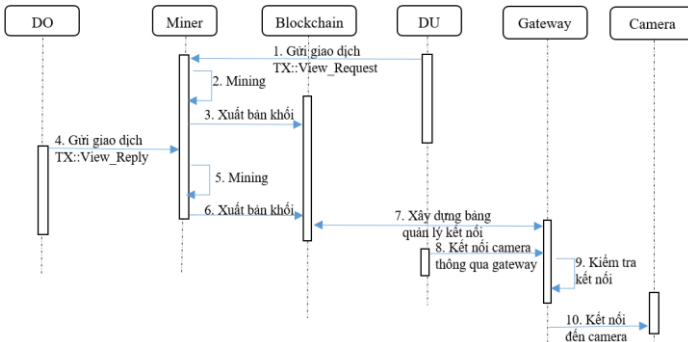 DO
Miner
Blockchain
DU
Gateway
Camera
1. Gửi giao dịch
TX::View_Request
2. Mining
3. Xuất bản khối
4. Gửi giao dịch
TX::View_Reply
5. Mining
6. Xuất bản khối
7. Xây dựng bảng
quản lý kết nối
8. Kết nối camera
thông qua gateway
9. Kiểm tra
kết nối
10. Kết nối
đến camera